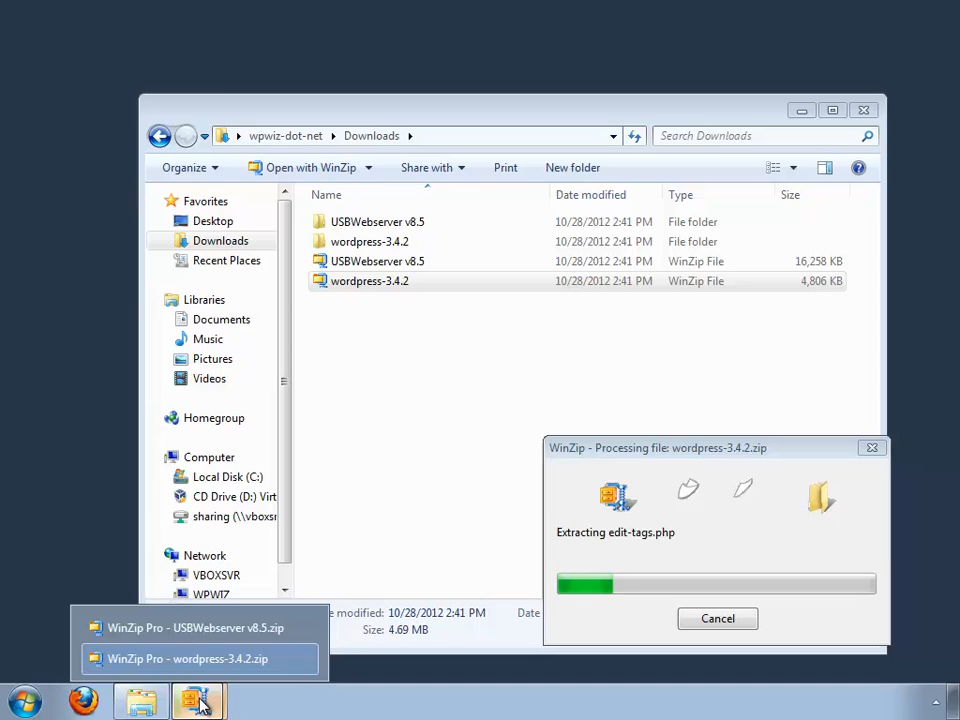 wpwiz-dot-net
Downloads
Search Downloads
Organize
Open with WinZip
Share with
Print
New folder
Name
Date modified
Type
Size
Favorites
Desktop
Downloads
Recent Places
Libraries
Documents
Music
Pictures
Videos
Homegroup
Computer
Local Disk (C:)
CD Drive (D:) Virt
sharing (\\vboxsr
Network
VBOXSVR
WPWIZ
USBWebserver v8.5 10/28/2012 2:41 PM File folder
wordpress-3.4.2 10/28/2012 2:41 PM File folder
USBWebserver v8.5 10/28/2012 2:41 PM WinZip File 16,258 KB
wordpress-3.4.2 10/28/2012 2:41 PM WinZip File 4,806 KB
WinZip - Processing file: wordpress-3.4.2.zip
Extracting edit-tags.php
Cancel
e modified: 10/28/2012 2:41 PM Date
Size: 4.69 MB
WinZip Pro - USBWebserver v8.5.zip
WinZip Pro - wordpress-3.4.2.zip